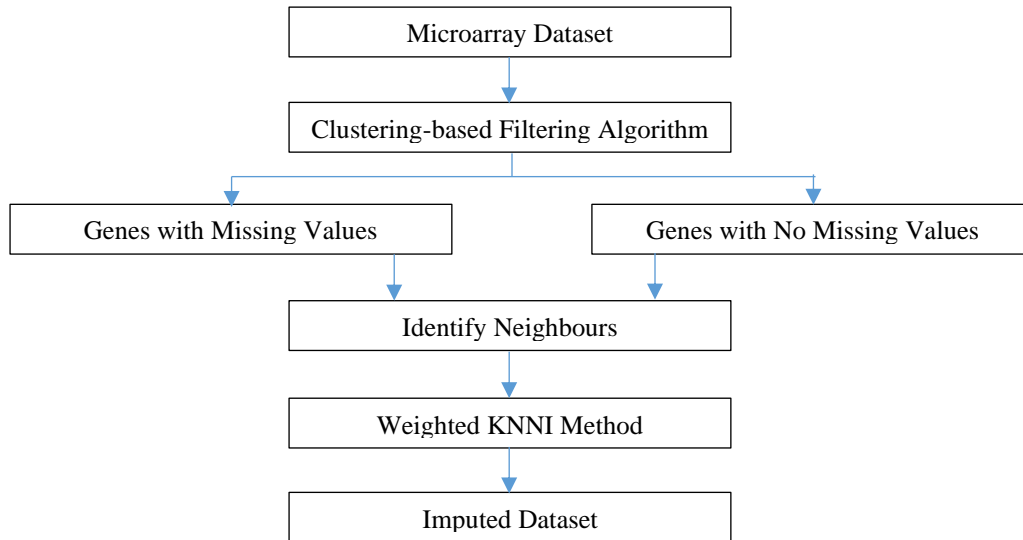 Microarray Dataset
Clustering-based Filtering Algorithm
Genes with Missing Values
Genes with No Missing Values
Identify Neighbours
Weighted KNNI Method
Imputed Dataset